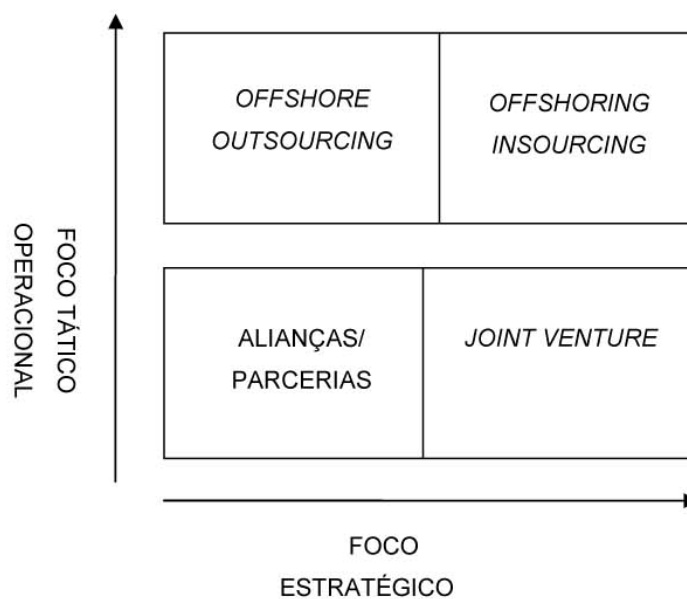 OFFSHORE
OUTSOURCING
OFFSHORING
INSOURCING
FOCO TÁTICO
OPERACIONAL
ALIANÇAS/
PARCERIAS
JOINT VENTURE
FOCO
ESTRATÉGICO